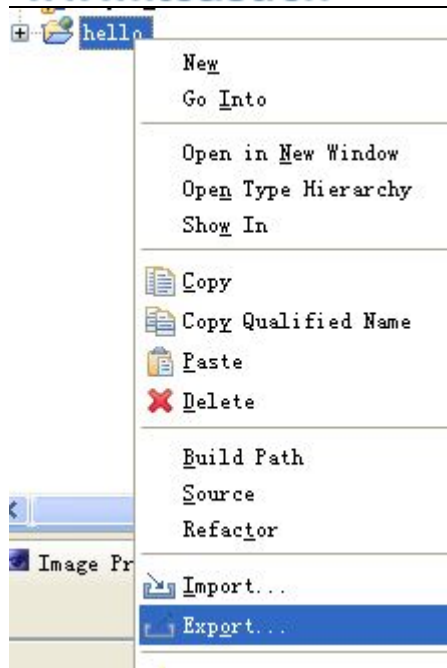 hello
New
Go Into
Open in New Window
Open Type Hierarchy
Show In
Copy
Copy Qualified Name
Paste
Delete
Build Path
Source
Refactor
Image Pr
Import...
Export...